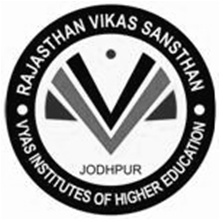 • RAJASTHAN VIKAS SANSTHAN •
JODHPUR
VYAS INSTITUTES OF HIGHER EDUCATION